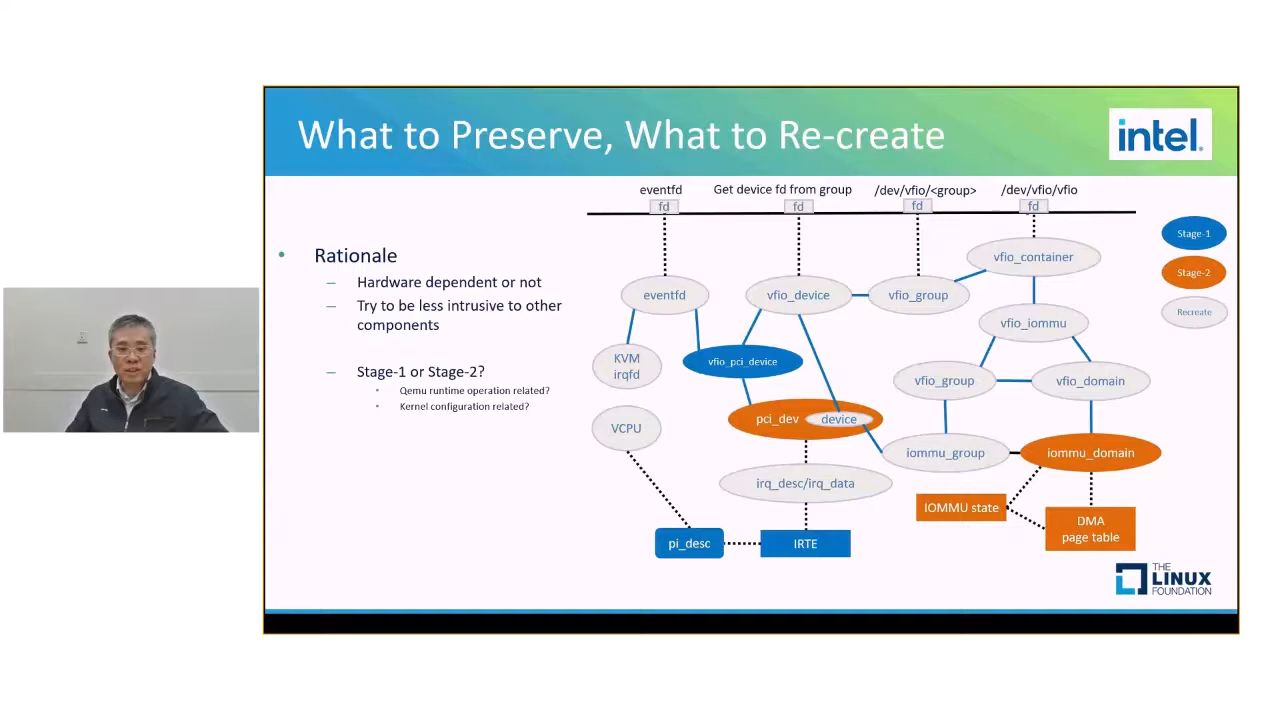 What to Preserve, What to Re-create
intel.
eventfd
Get device fd from group
/dev/vfio/<group>
/dev/vfio/vfio
fd
fd
fd
fd
Stage-1
Stage-2
Recreate
• Rationale
– Hardware dependent or not
– Try to be less intrusive to other
components
– Stage-1 or Stage-2?
• Qemu runtime operation related?
• Kernel configuration related?
vfio_container
eventfd
vfio_device
vfio_group
vfio_iommu
KVM
irqfd
vfio_pci_device
vfio_group
vfio_domain
VCPU
pci_dev
device
iommu_group
iommu_domain
irq_desc/irq_data
IOMMU state
DMA
page table
pi_desc
IRTE
THE
LINUX
FOUNDATION